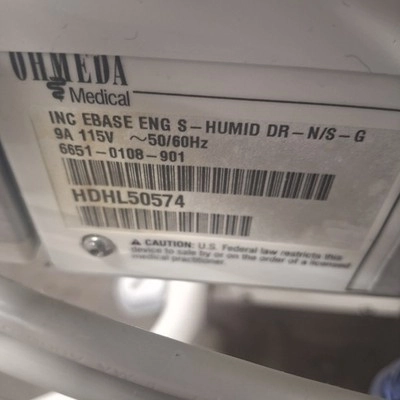 OHMEDA
Medical
INC EBASE ENG S-HUMID DR-N/S-G
9A 115V ~50/60Hz
6651-0108-901
HDHL50574
CAUTION: U.S. Federal law restricts this
device to sale by or on the order of a licensed
medical practitioner.